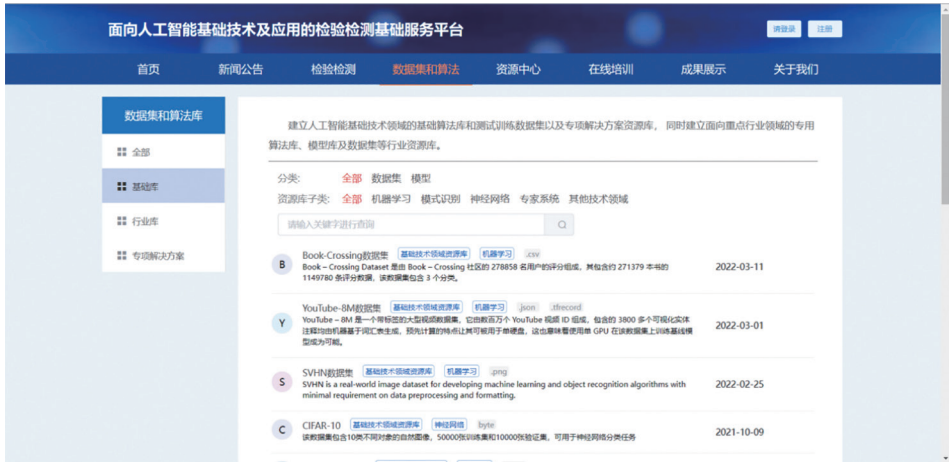 面向人工智能基础技术及应用的检验检测基础服务平台
请登录 注册
首页 新闻公告 检验检测 数据集和算法 资源中心 在线培训 成果展示 关于我们
数据集和算法库
全部
基础库
行业库
专项解决方案
建立人工智能基础技术领域的基础算法库和测试训练数据集以及专项解决方案资源库， 同时建立面向重点行业领域的专用
算法库、模型库及数据集等行业资源库。
分类: 全部 数据集 模型
资源库子类: 全部 机器学习 模式识别 神经网络 专家系统 其他技术领域
请输入关键字进行查询
B Book-Crossing数据集 基础技术领域资源库 机器学习 .csv
Book – Crossing Dataset 是由 Book – Crossing 社区的 278858 名用户的评分组成，其包含约 271379 本书的
1149780 条评分数据，该数据集包含 3 个分类。
2022-03-11
Y YouTube-8M数据集 基础技术领域资源库 机器学习 .json .tfrecord
YouTube – 8M 是一个带标签的大型视频数据集，它由数百万个 YouTube 视频 ID 组成，包含的 3800 多个可视化实体
注释均由机器基于词汇表生成，预先计算的特点让其可被用于单硬盘，这也意味着使用单 GPU 在该数据集上训练基线模
型成为可能。
2022-03-01
S SVHN数据集 基础技术领域资源库 机器学习 .png
SVHN is a real-world image dataset for developing machine learning and object recognition algorithms with
minimal requirement on data preprocessing and formatting.
2022-02-25
C CIFAR-10 基础技术领域资源库 神经网络 byte
该数据集包含10类不同对象的自然图像，50000张训练集和10000张验证集，可用于神经网络分类任务
2021-10-09